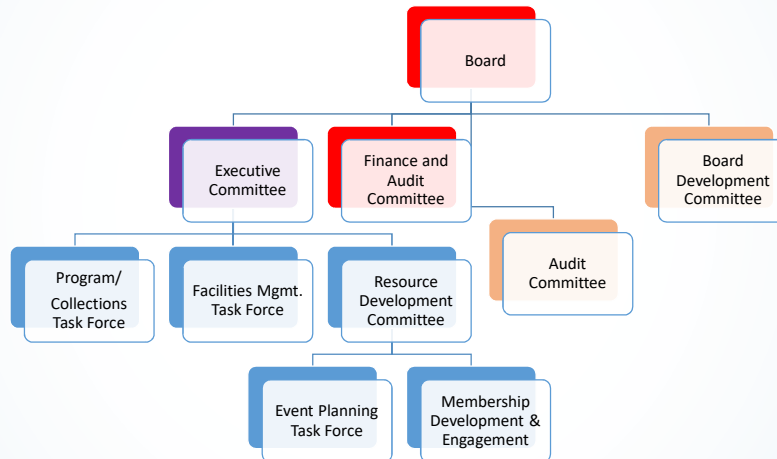 Board
Executive
Committee
Finance and
Audit
Committee
Board
Development
Committee
Audit
Committee
Program/
Collections
Task Force
Facilities Mgmt.
Task Force
Resource
Development
Committee
Event Planning
Task Force
Membership
Development &
Engagement